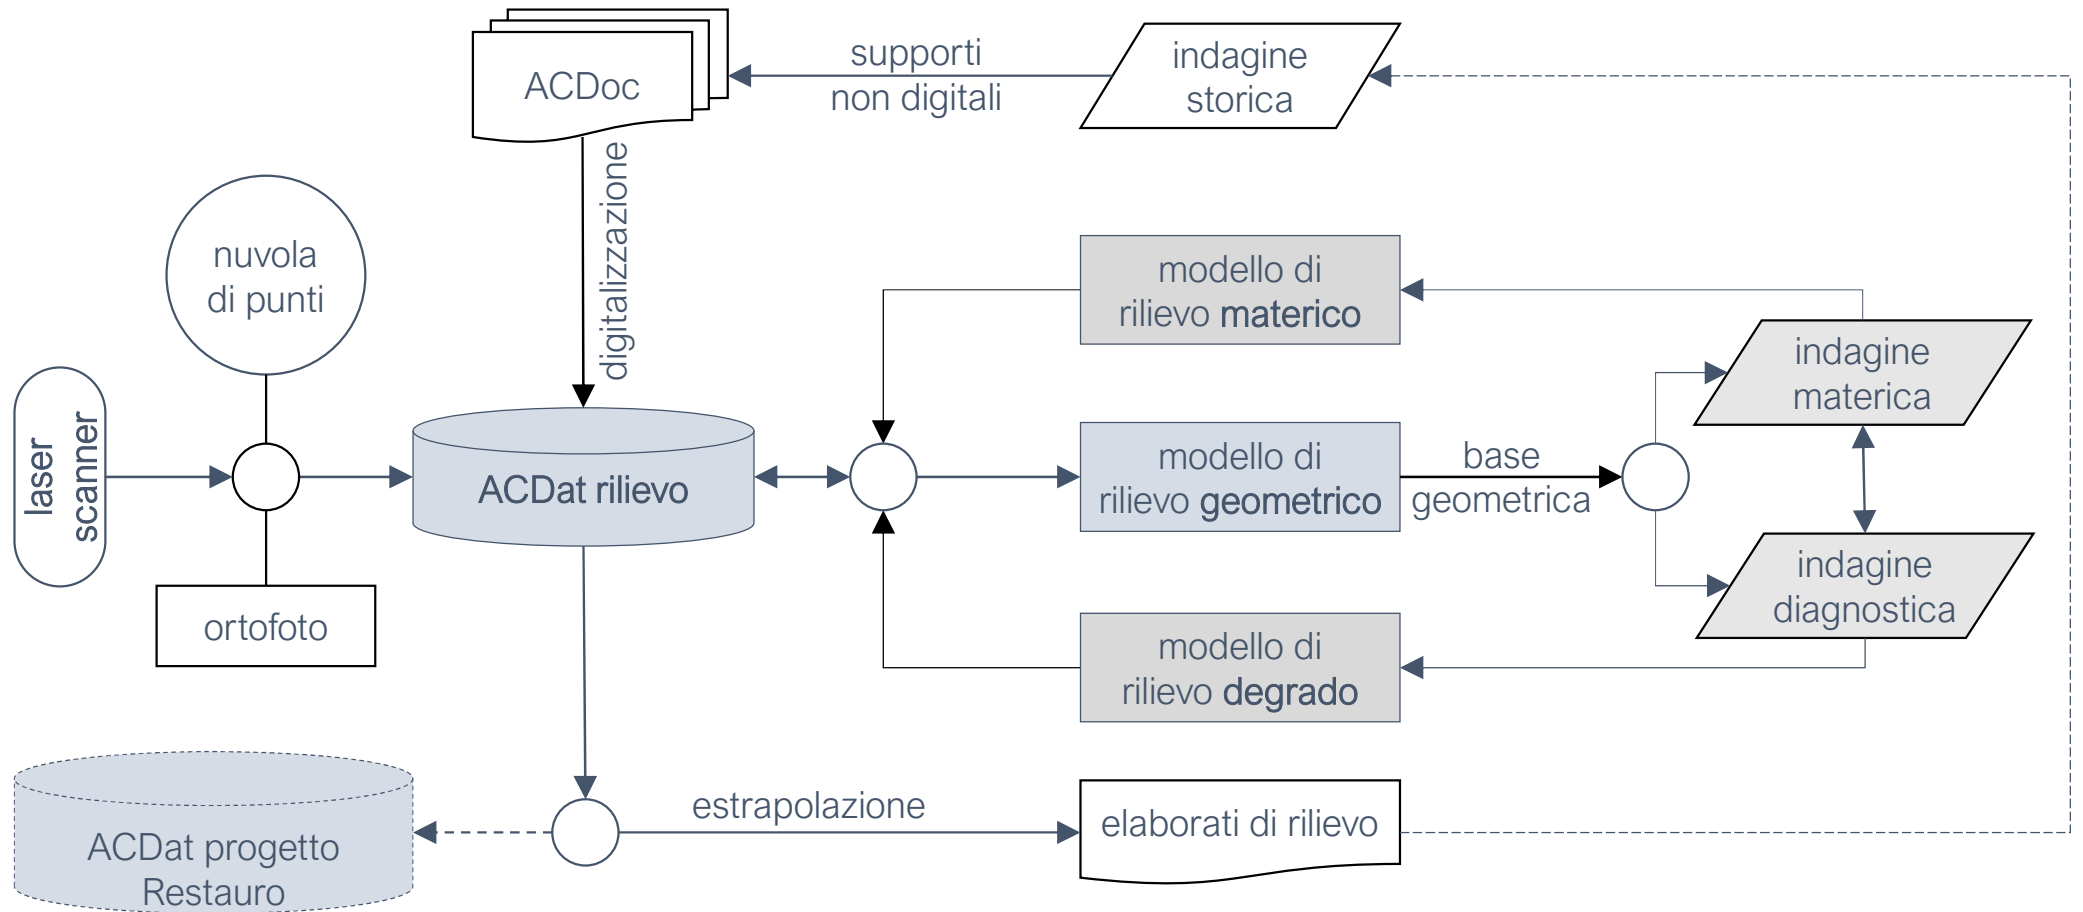 ACDoc
supporti
non digitali
indagine
storica
digitalizzazione
nuvola
di punti
laser
scanner
ortofoto
ACDat rilievo
modello di
rilievo materico
modello di
rilievo geometrico
base
geometrica
indagine
materica
indagine
diagnostica
modello di
rilievo degrado
ACDat progetto
Restauro
estrapolazione
elaborati di rilievo